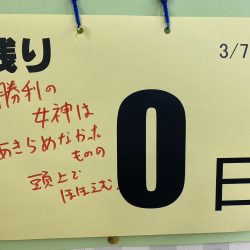 残り
3/7
勝利の
女神は
あきらめなかった
ものの
頭上で
ほほえむ
0
日